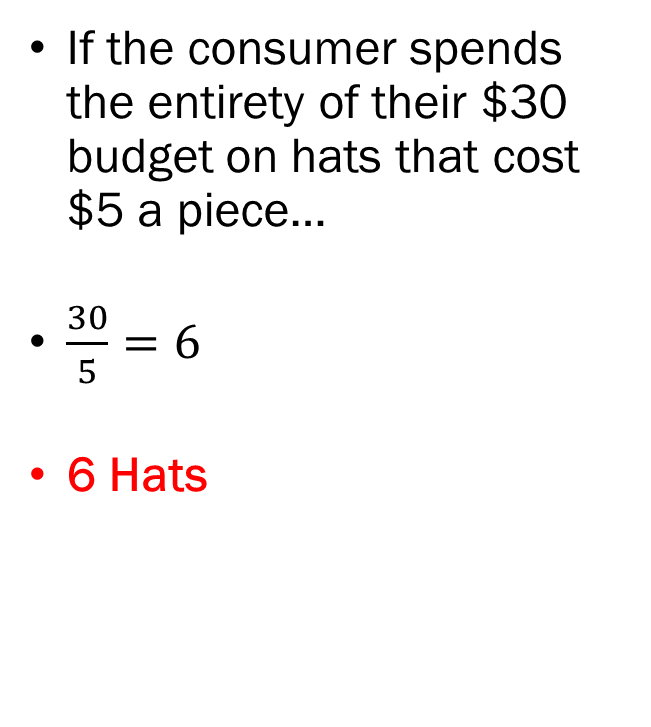 • If the consumer spends
the entirety of their $30
budget on hats that cost
$5 a piece...
• 30/5 = 6
• 6 Hats